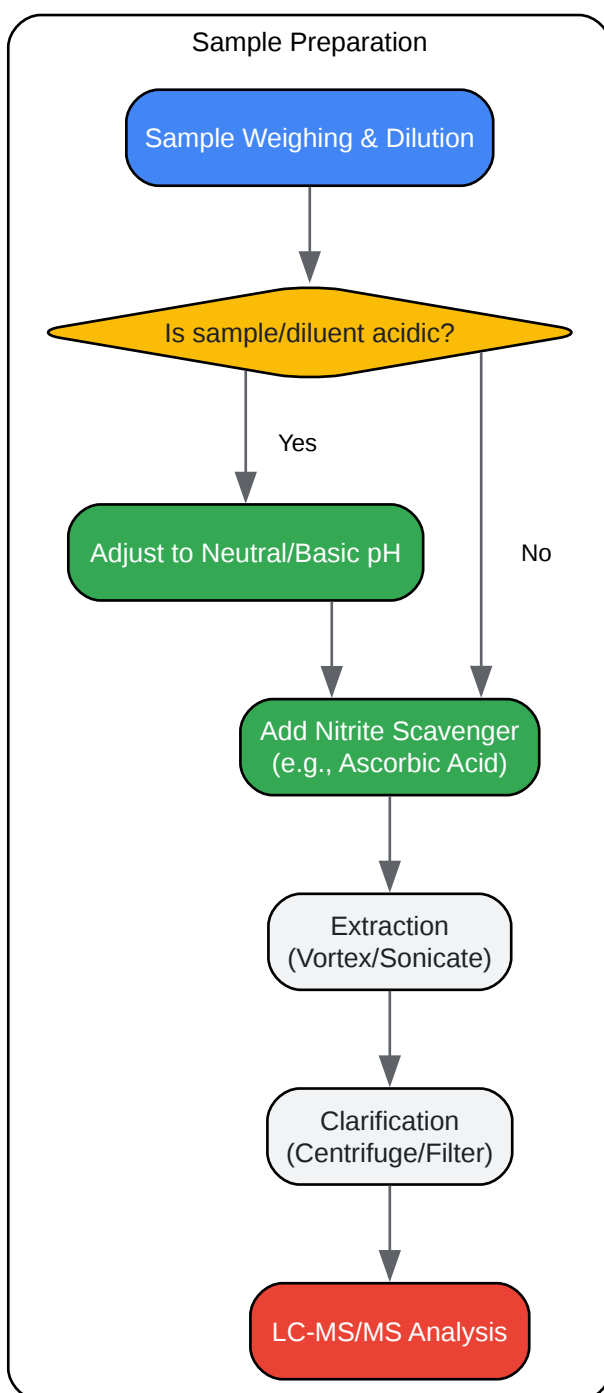 Sample Preparation
Sample Weighing & Dilution
Is sample/diluent acidic?
Yes
Adjust to Neutral/Basic pH
No
Add Nitrite Scavenger
(e.g., Ascorbic Acid)
Extraction
(Vortex/Sonicate)
Clarification
(Centrifuge/Filter)
LC-MS/MS Analysis